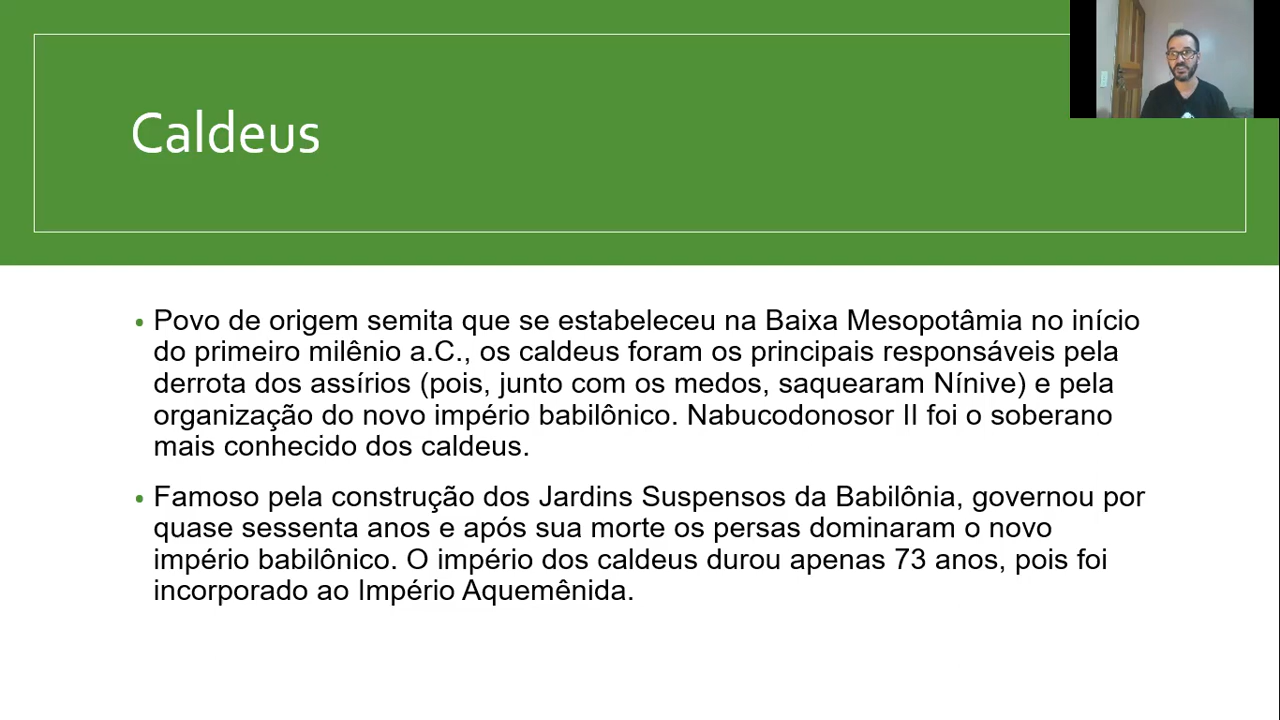 Caldeus
• Povo de origem semita que se estabeleceu na Baixa Mesopotâmia no início
do primeiro milênio a.C., os caldeus foram os principais responsáveis pela
derrota dos assírios (pois, junto com os medos, saquearam Nínive) e pela
organização do novo império babilônico. Nabucodonosor II foi o soberano
mais conhecido dos caldeus.
• Famoso pela construção dos Jardins Suspensos da Babilônia, governou por
quase sessenta anos e após sua morte os persas dominaram o novo
império babilônico. O império dos caldeus durou apenas 73 anos, pois foi
incorporado ao Império Aquemênida.